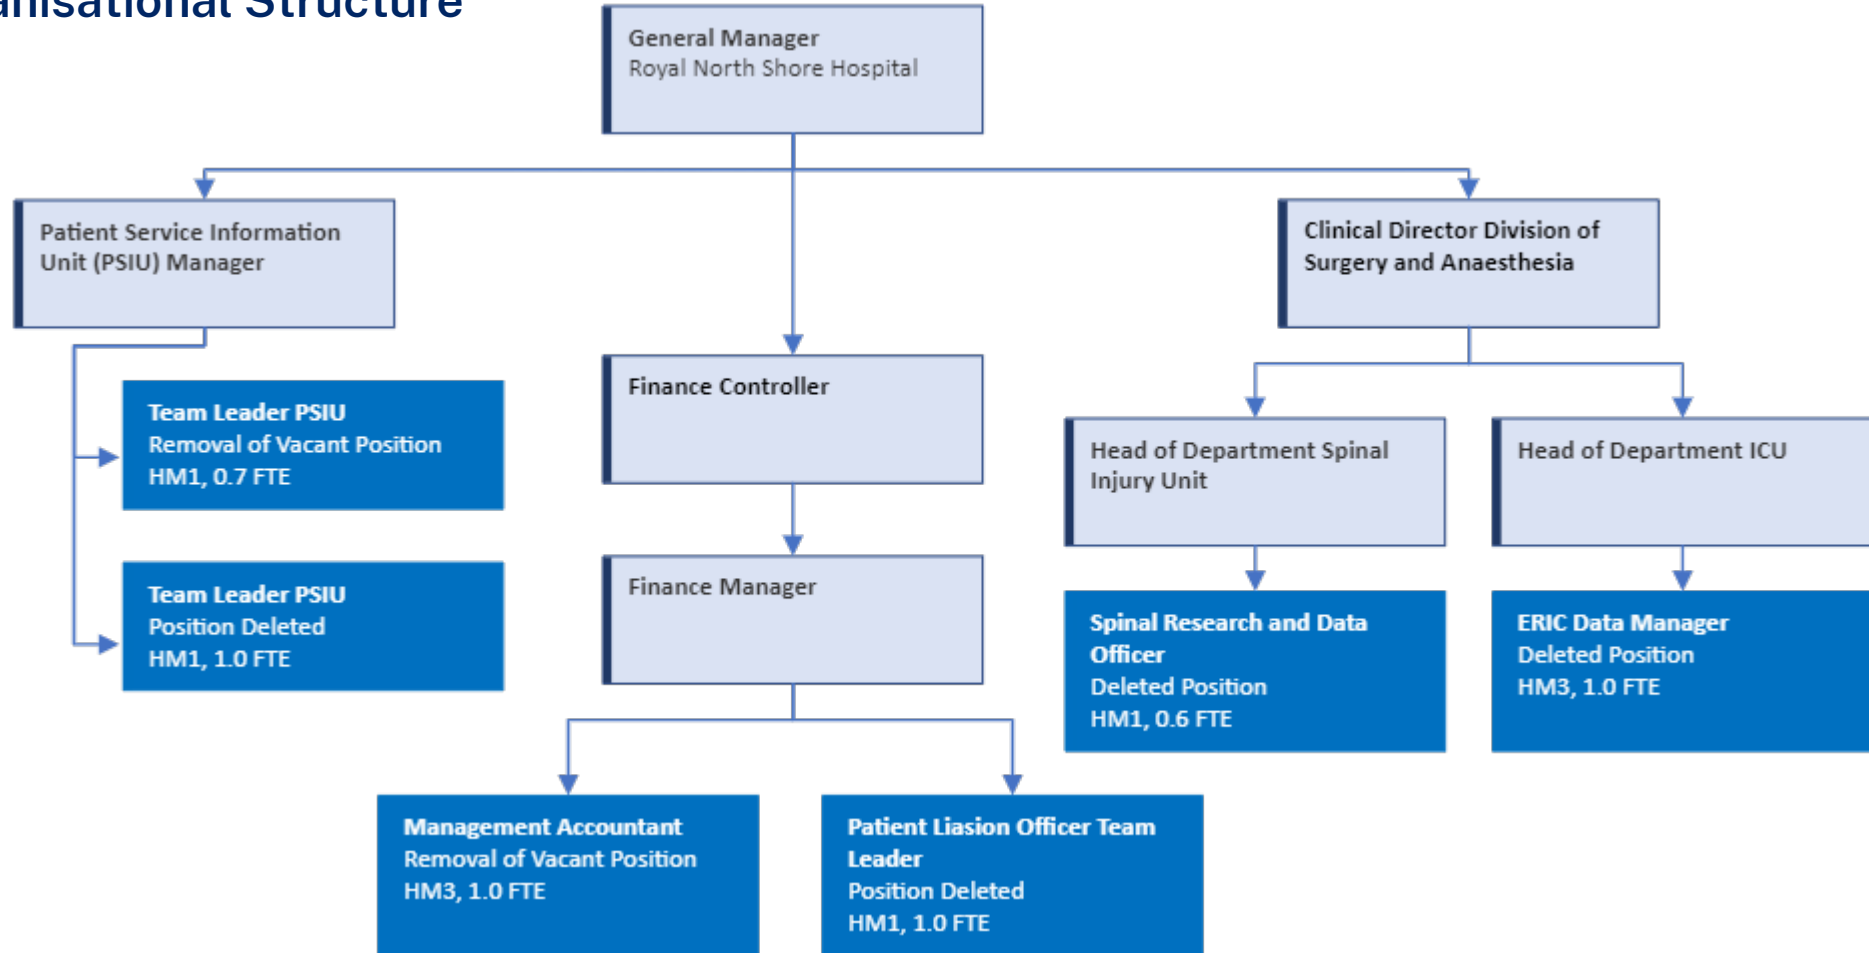 anisational Structure
General Manager
Royal North Shore Hospital
Patient Service Information
Unit (PSIU) Manager
Clinical Director Division of
Surgery and Anaesthesia
Team Leader PSIU
Removal of Vacant Position
HM1, 0.7 FTE
Finance Controller
Head of Department Spinal
Injury Unit
Head of Department ICU
Team Leader PSIU
Position Deleted
HM1, 1.0 FTE
Finance Manager
Spinal Research and Data
Officer
Deleted Position
HM1, 0.6 FTE
ERIC Data Manager
Deleted Position
HM3, 1.0 FTE
Management Accountant
Removal of Vacant Position
HM3, 1.0 FTE
Patient Liasion Officer Team
Leader
Position Deleted
HM1, 1.0 FTE